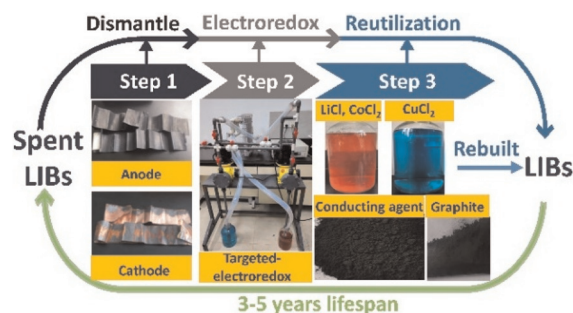 Dismantle
Electroredox
Reutilization
Step 1
Step 2
Step 3
LiCl, CoCl₂
CuCl₂
Spent
LIBs
Rebuilt
LIBs
Anode
Conducting agent
Graphite
Cathode
Targeted-
electroredox
3-5 years lifespan